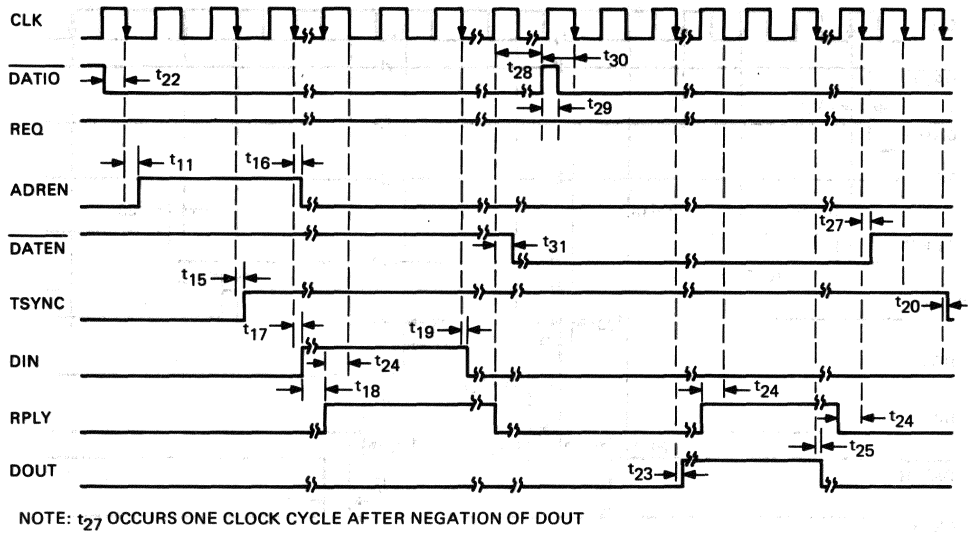 CLK
DATIO
t22
t28
t30
t29
REQ
t11
t16
ADREN
DATEN
t31
t27
t15
TSYNC
t20
t17
t19
DIN
t24
t18
t24
RPLY
t24
t25
DOUT
t23
NOTE: t27 OCCURS ONE CLOCK CYCLE AFTER NEGATION OF DOUT